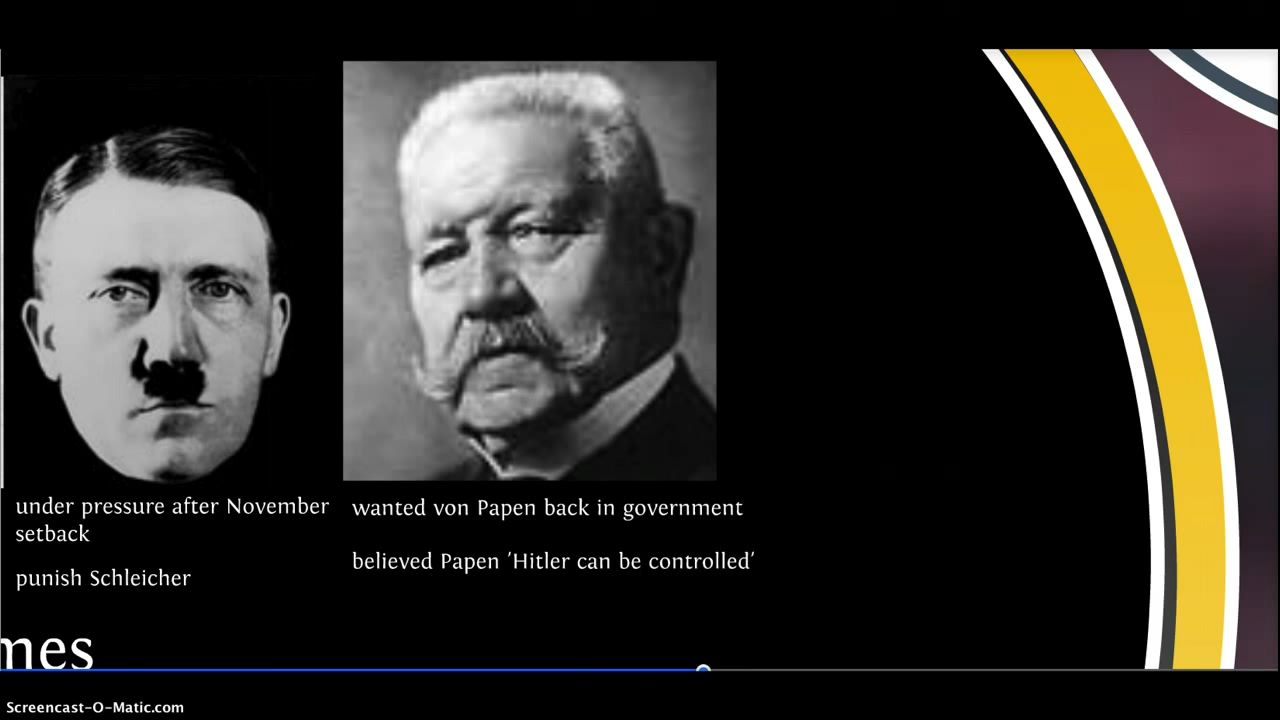 under pressure after November
setback
punish Schleicher
wanted von Papen back in government
believed Papen 'Hitler can be controlled'
mes
Screencast-O-Matic.com